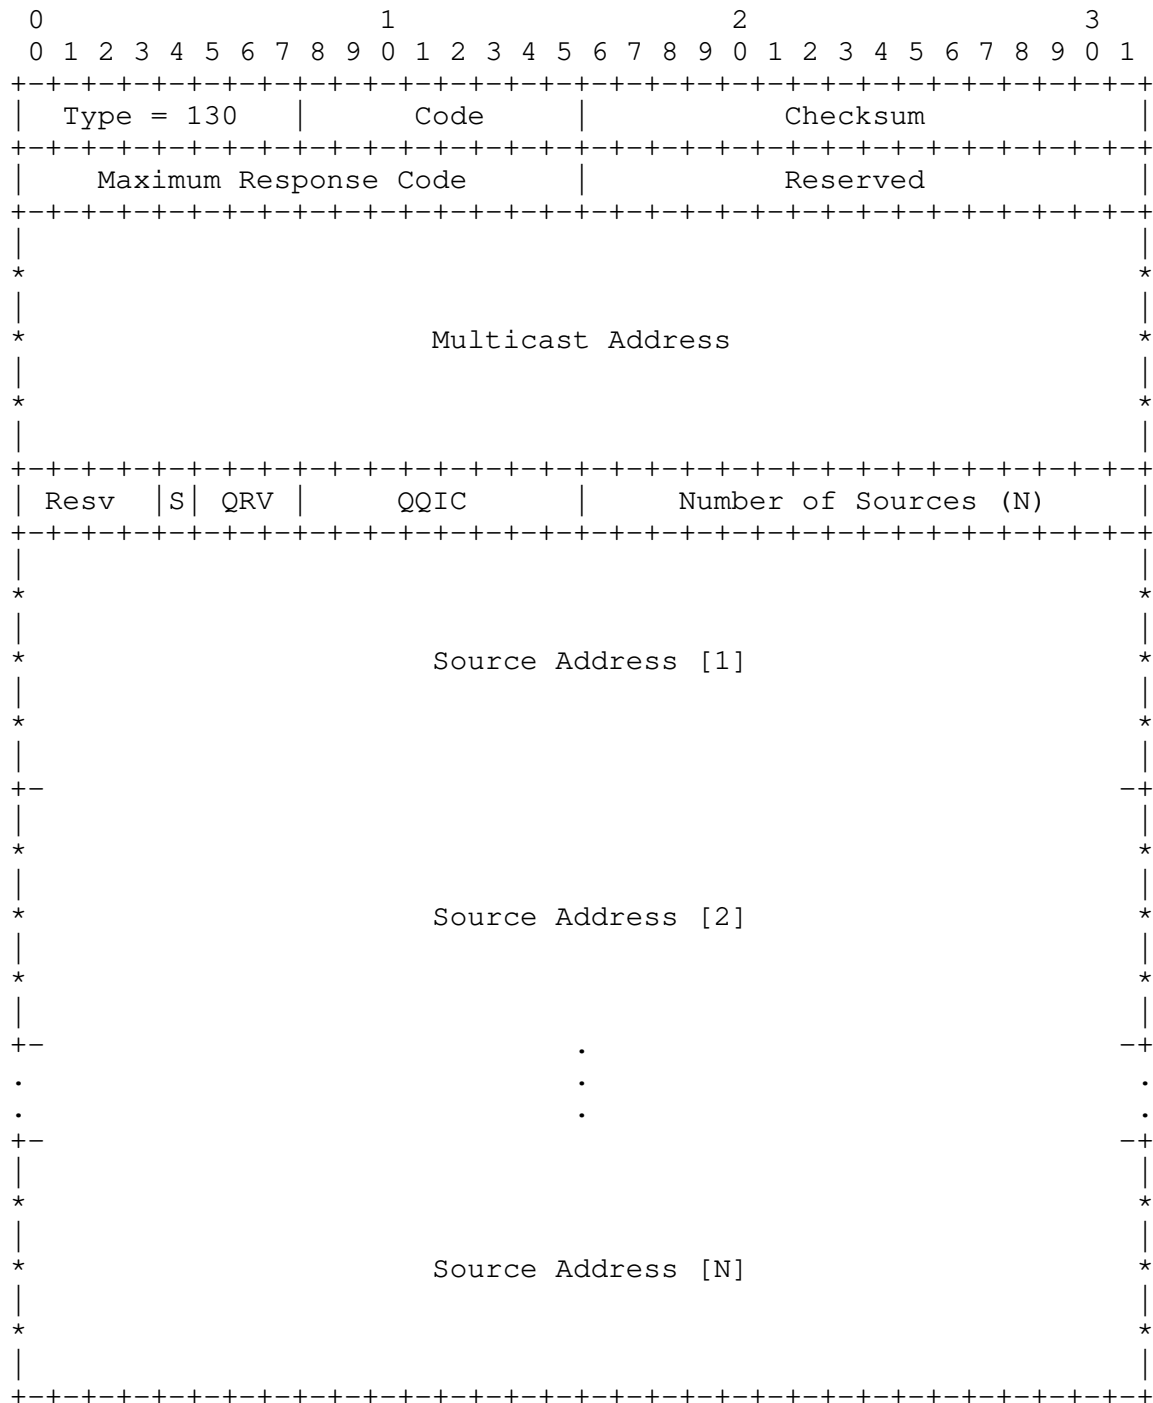 0                   1                   2                   3
 0 1 2 3 4 5 6 7 8 9 0 1 2 3 4 5 6 7 8 9 0 1 2 3 4 5 6 7 8 9 0 1
+-+-+-+-+-+-+-+-+-+-+-+-+-+-+-+-+-+-+-+-+-+-+-+-+-+-+-+-+-+-+-+-+
|  Type = 130   |      Code     |           Checksum            |
+-+-+-+-+-+-+-+-+-+-+-+-+-+-+-+-+-+-+-+-+-+-+-+-+-+-+-+-+-+-+-+-+
|    Maximum Response Code      |           Reserved            |
+-+-+-+-+-+-+-+-+-+-+-+-+-+-+-+-+-+-+-+-+-+-+-+-+-+-+-+-+-+-+-+-+
|                                                               |
*                                                               *
|                                                               |
*                       Multicast Address                       *
|                                                               |
*                                                               *
|                                                               |
+-+-+-+-+-+-+-+-+-+-+-+-+-+-+-+-+-+-+-+-+-+-+-+-+-+-+-+-+-+-+-+-+
| Resv  |S| QRV |     QQIC      |     Number of Sources (N)     |
+-+-+-+-+-+-+-+-+-+-+-+-+-+-+-+-+-+-+-+-+-+-+-+-+-+-+-+-+-+-+-+-+
|                                                               |
*                                                               *
|                                                               |
*                       Source Address [1]                      *
|                                                               |
*                                                               *
|                                                               |
+-                                                             -+
|                                                               |
*                                                               *
|                                                               |
*                       Source Address [2]                      *
|                                                               |
*                                                               *
|                                                               |
+-                              .                              -+
.                               .                               .
.                               .                               .
+-                                                             -+
|                                                               |
*                                                               *
|                                                               |
*                       Source Address [N]                      *
|                                                               |
*                                                               *
|                                                               |
+-+-+-+-+-+-+-+-+-+-+-+-+-+-+-+-+-+-+-+-+-+-+-+-+-+-+-+-+-+-+-+-+